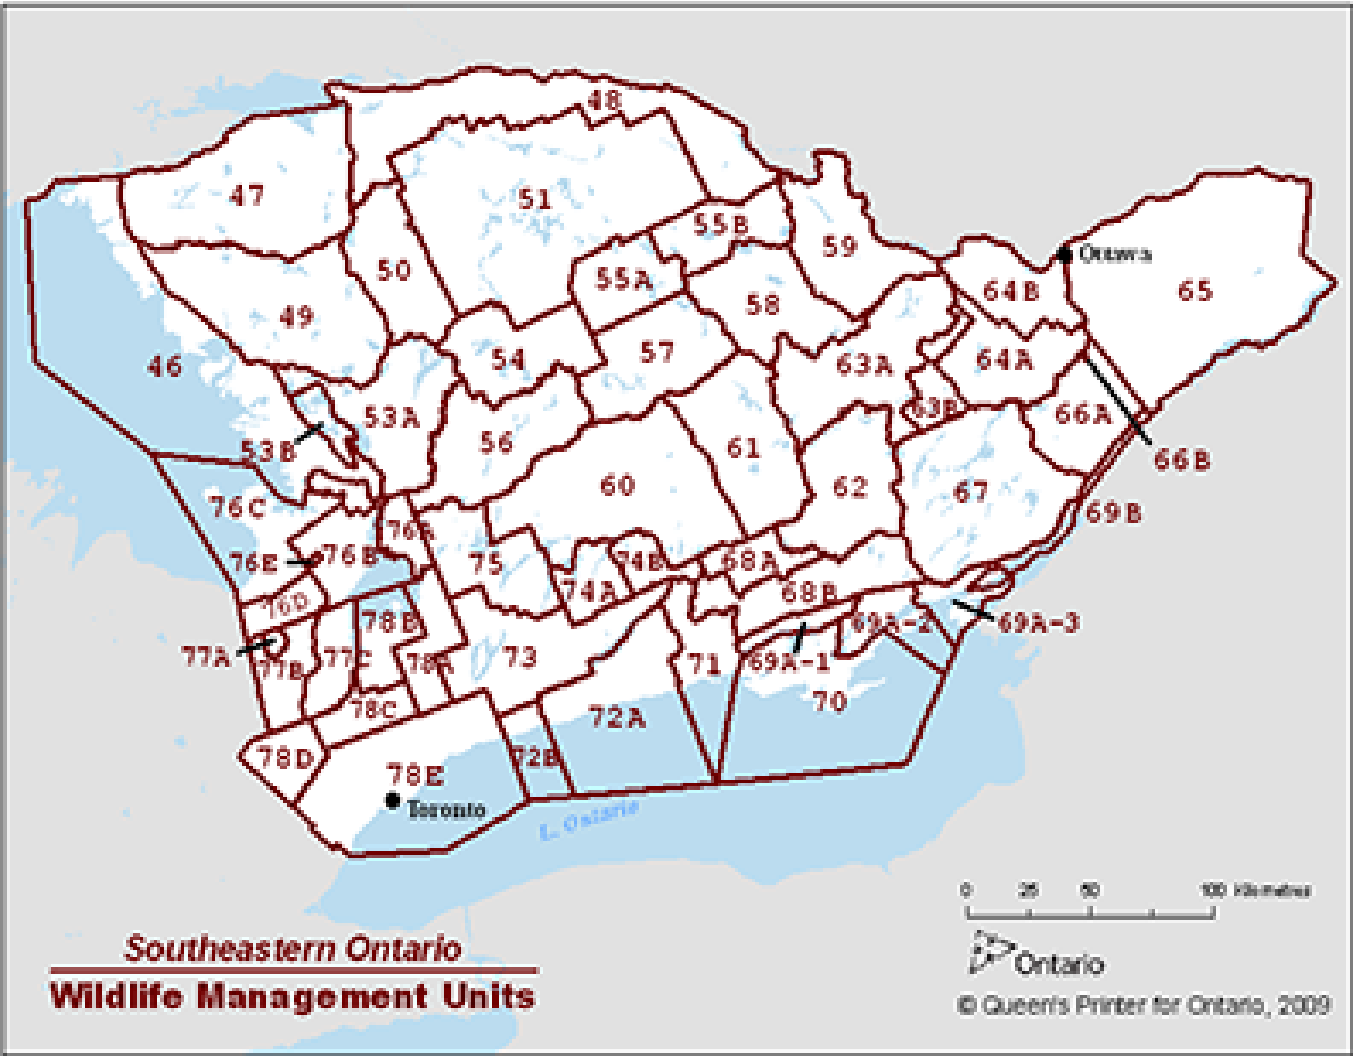 48
47
51
55B
59
50
Ottawa
55A
64B
65
58
49
54
57
63A
64A
46
63B
66A
53A
56
61
53B
66B
60
62
67
76C
69B
76A
76E
76B
75
74B
68A
74A
68B
76D
78B
69A-2
69A-3
77A
77B
77C
78A
73
71
69A-1
70
78C
72A
78D
72B
78E
Toronto
L. Ontario
0 25 50 100 Kilometres
Southeastern Ontario
Wildlife Management Units
Ontario
© Queen's Printer for Ontario, 2009